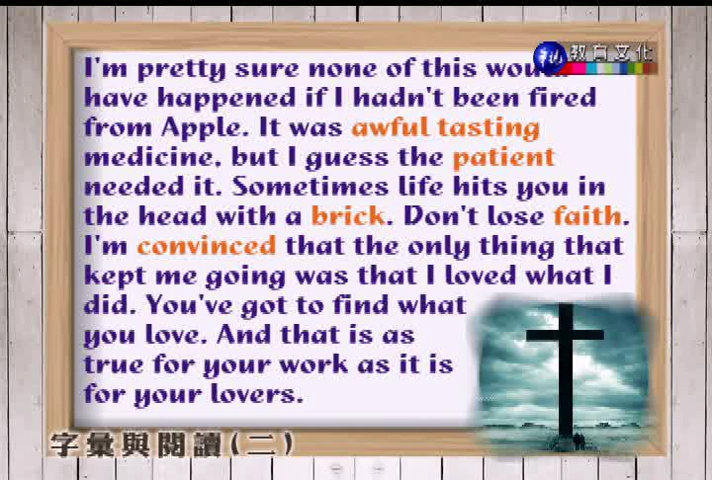 I'm pretty sure none of this wou
have happened if I hadn't been fired
from Apple. It was awful tasting
medicine, but I guess the patient
needed it. Sometimes life hits you in
the head with a brick. Don't lose faith.
I'm convinced that the only thing that
kept me going was that I loved what I
did. You've got to find what
you love. And that is as
true for your work as it is
for your lovers.
教育文化
字彙與閱讀(二)